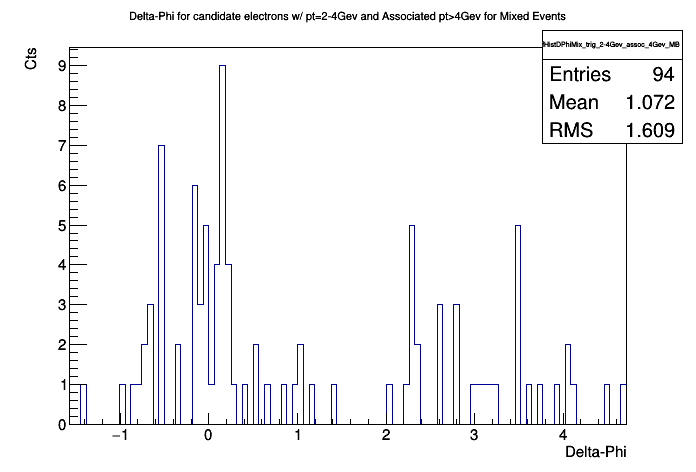 Delta-Phi for candidate electrons w/ pt=2-4Gev and Associated pt>4Gev for Mixed Events
Cts
HistDPhiMix_trig_2-4Gev_assoc_4Gev_MB
Entries 94
Mean 1.072
RMS 1.609
9
8
7
6
5
4
3
2
1
0
−1 0 1 2 3 4
Delta-Phi